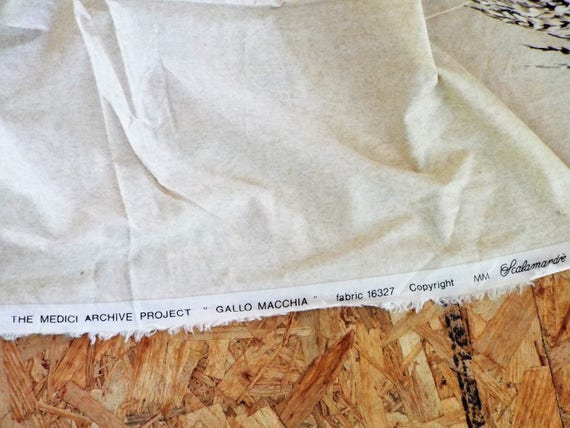 THE MEDICI ARCHIVE PROJECT " GALLO MACCHIA " fabric 16327 Copyright MM Scalamandré